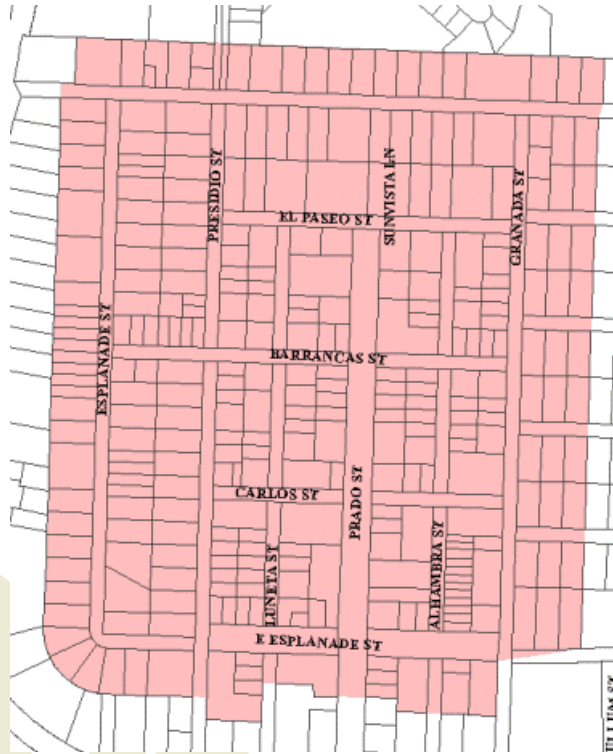 PRESIDIO ST
SUNVISTA LN
GRANADA ST
EL PASEO ST
ESPLANADE ST
BARRANCAS ST
CARLOS ST
PRADO ST
LUNETA ST
ALHAMBRA ST
E ESPLANADE ST